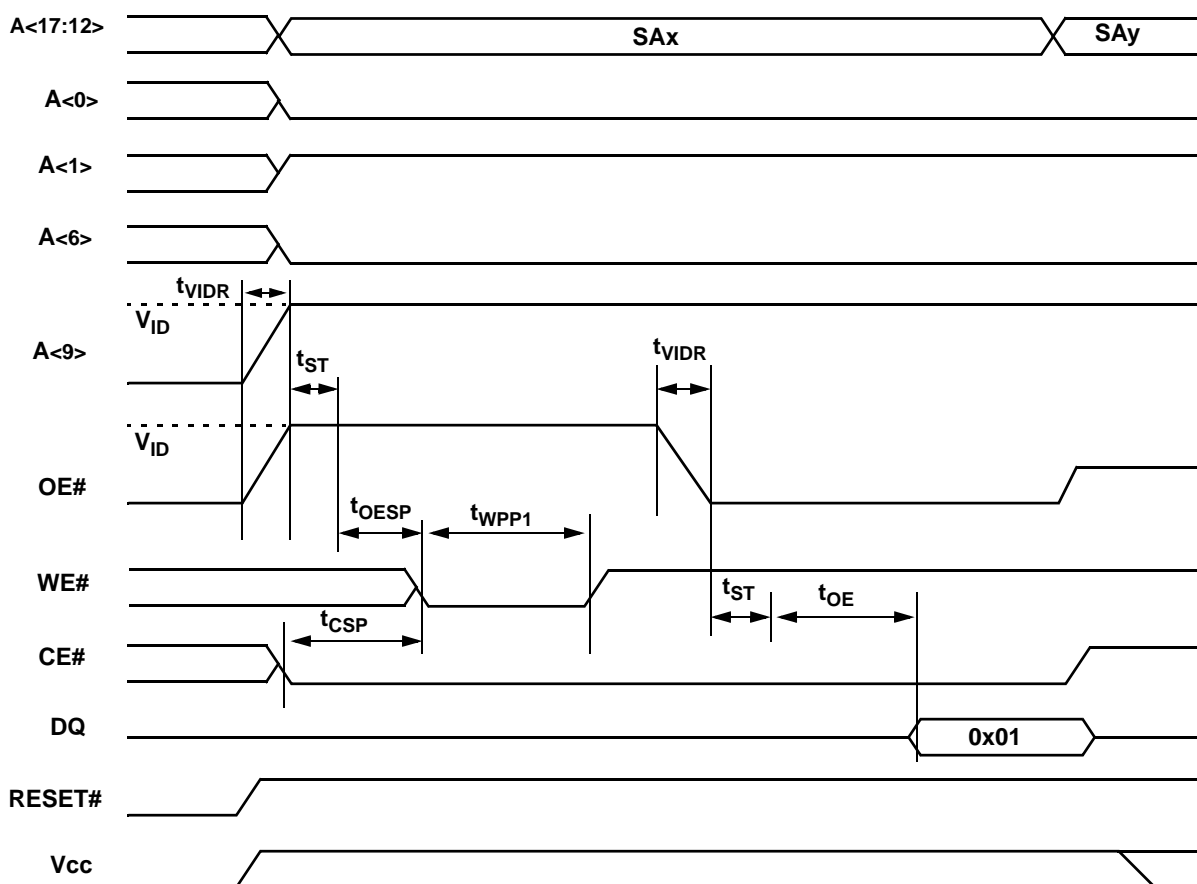 A<17:12>
SAx
SAy
A<0>
A<1>
A<6>
tVIDR
VID
A<9>
tST
tVIDR
VID
OE#
tOESP
tWPP1
WE#
tST
tOE
tCSP
CE#
DQ
0x01
RESET#
Vcc